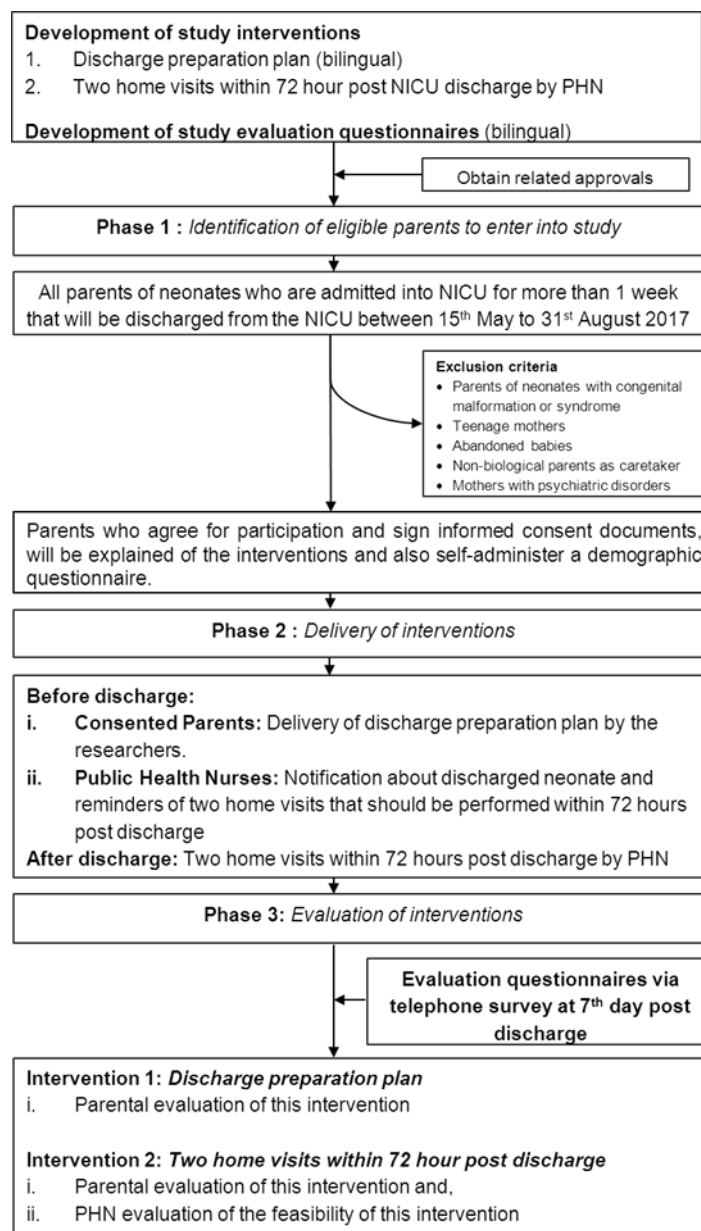 Development of study interventions
1. Discharge preparation plan (bilingual)
2. Two home visits within 72 hour post NICU discharge by PHN
Development of study evaluation questionnaires (bilingual)
Obtain related approvals
Phase 1 : Identification of eligible parents to enter into study
All parents of neonates who are admitted into NICU for more than 1 week
that will be discharged from the NICU between 15th May to 31st August 2017
Exclusion criteria
• Parents of neonates with congenital
malformation or syndrome
• Teenage mothers
• Abandoned babies
• Non-biological parents as caretaker
• Mothers with psychiatric disorders
Parents who agree for participation and sign informed consent documents,
will be explained of the interventions and also self-administer a demographic
questionnaire.
Phase 2 : Delivery of interventions
Before discharge:
i. Consented Parents: Delivery of discharge preparation plan by the
researchers.
ii. Public Health Nurses: Notification about discharged neonate and
reminders of two home visits that should be performed within 72 hours
post discharge
After discharge: Two home visits within 72 hours post discharge by PHN
Phase 3: Evaluation of interventions
Evaluation questionnaires via
telephone survey at 7th day post
discharge
Intervention 1: Discharge preparation plan
i. Parental evaluation of this intervention
Intervention 2: Two home visits within 72 hour post discharge
i. Parental evaluation of this intervention and,
ii. PHN evaluation of the feasibility of this intervention